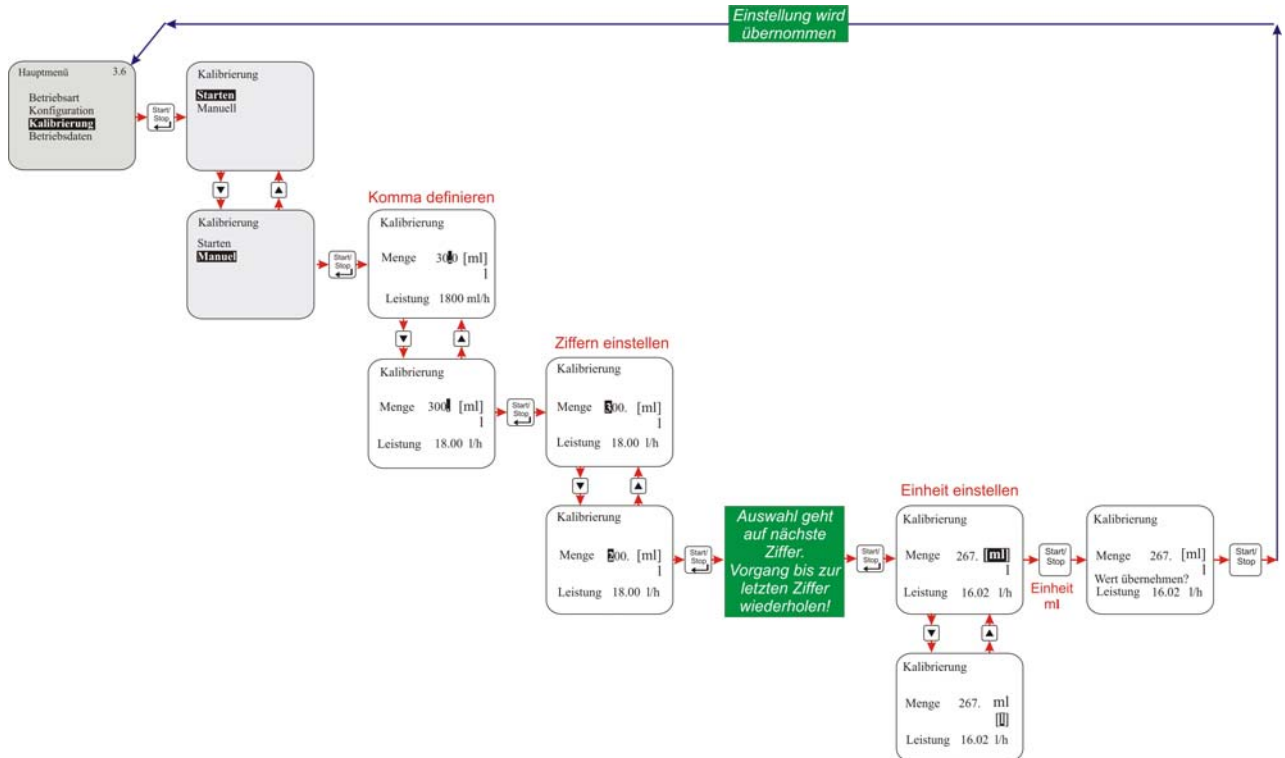 Einstellung wird
übernommen
Hauptmenü 3.6
Betriebsart
Konfiguration
Kalibrierung
Betriebsdaten
Start/
Stop
Kalibrierung
Starten
Manuell
Kalibrierung
Starten
Manuel
Start/
Stop
Komma definieren
Kalibrierung
Menge 30.0 [ml]
l
Leistung 1800 ml/h
Kalibrierung
Menge 300. [ml]
l
Leistung 18.00 l/h
Start/
Stop
Ziffern einstellen
Kalibrierung
Menge 300. [ml]
l
Leistung 18.00 l/h
Kalibrierung
Menge 200. [ml]
l
Leistung 18.00 l/h
Start/
Stop
Auswahl geht
auf nächste
Ziffer.
Vorgang bis zur
letzten Ziffer
wiederholen!
Start/
Stop
Einheit einstellen
Kalibrierung
Menge 267. [ml]
l
Leistung 16.02 l/h
Kalibrierung
Menge 267. ml
[l]
Leistung 16.02 l/h
Start/
Stop
Einheit
ml
Kalibrierung
Menge 267. [ml]
l
Wert übernehmen?
Leistung 16.02 l/h
Start/
Stop